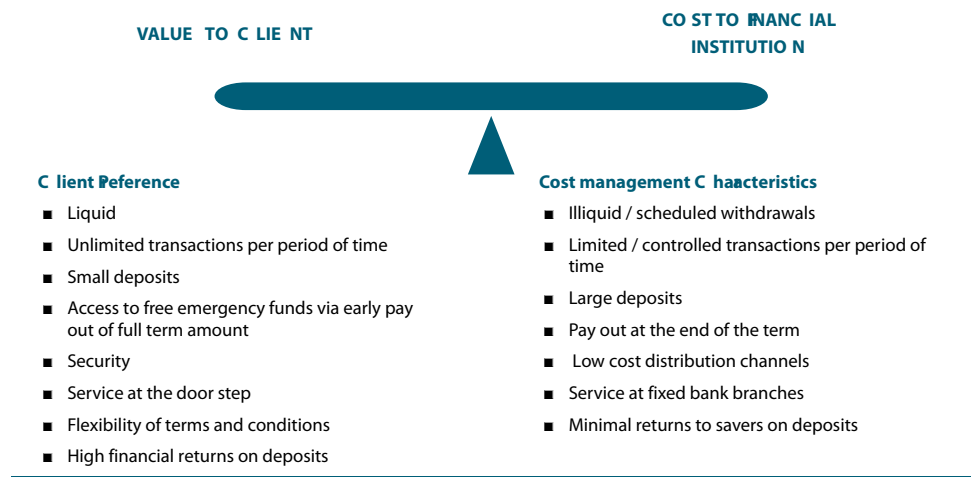 VALUE TO C LIE NT
CO ST TO FINANC IAL
INSTITUTIO N
C lient Preference
■ Liquid
■ Unlimited transactions per period of time
■ Small deposits
■ Access to free emergency funds via early pay
out of full term amount
■ Security
■ Service at the door step
■ Flexibility of terms and conditions
■ High financial returns on deposits
Cost management C haracteristics
■ Illiquid / scheduled withdrawals
■ Limited / controlled transactions per period of
time
■ Large deposits
■ Pay out at the end of the term
■ Low cost distribution channels
■ Service at fixed bank branches
■ Minimal returns to savers on deposits